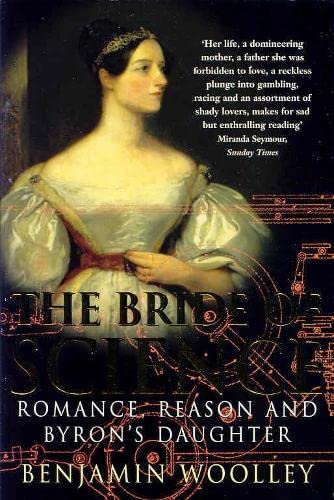 ‘Her life, a domineering
mother, a father she was
forbidden to love, a reckless
plunge into gambling,
racing and an assortment of
shady lovers, makes for sad
but enthralling reading’
Miranda Seymour,
Sunday Times
THE BRIDE OF
SCIENCE
ROMANCE, REASON AND
BYRON'S DAUGHTER
BENJAMIN WOOLLEY